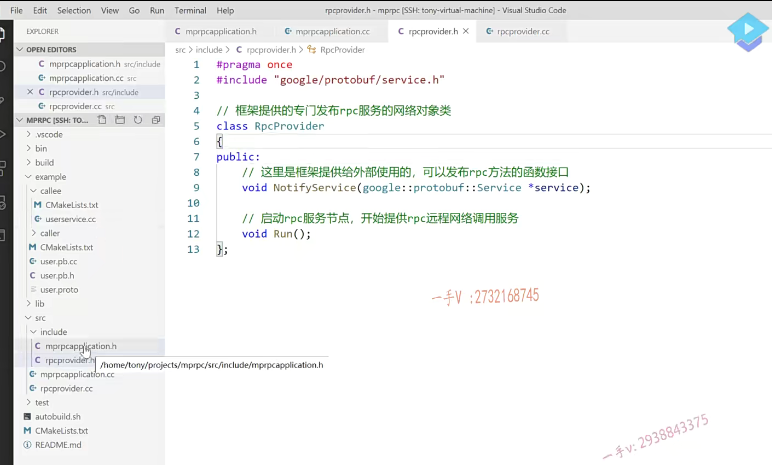 File Edit Selection View Go Run Terminal Help
rpcprovider.h - mprpc [SSH: tony-virtual-machine] - Visual Studio Code
EXPLORER
OPEN EDITORS
mprpcapplication.h src/include
mprpcapplication.cc src
rpcprovider.h src/include
rpcprovider.cc src
MPRPC [SSH: TO...
.vscode
bin
build
example
callee
CMakeLists.txt
userservice.cc
caller
CMakeLists.txt
user.pb.cc
user.pb.h
user.proto
lib
src
include
mprpcapplication.h
rpcprovider.h
/home/tony/projects/mprpc/src/include/mprpcapplication.h
mprpcapplication.cc
rpcprovider.cc
test
autobuild.sh
CMakeLists.txt
README.md
mprpcapplication.h mprpcapplication.cc rpcprovider.h rpcprovider.cc
src > include > rpcprovider.h > RpcProvider
1 #pragma once
2 #include "google/protobuf/service.h"
3
4 // 框架提供的专门发布rpc服务的网络对象类
5 class RpcProvider
6 {
7 public:
8 // 这里是框架提供给外部使用的，可以发布rpc方法的函数接口
9 void NotifyService(google::protobuf::Service *service);
10
11 // 启动rpc服务节点，开始提供rpc远程网络调用服务
12 void Run();
13 };
一手V :2732168745
一手v: 2938843375